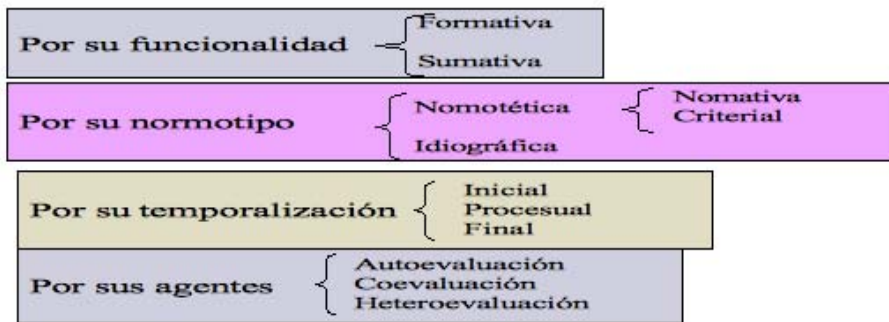 Por su funcionalidad
Formativa
Sumativa
Por su normotipo
Nomotética
Nomativa
Criterial
Idiográfica
Por su temporalización
Inicial
Procesual
Final
Por sus agentes
Autoevaluación
Coevaluación
Heteroevaluación